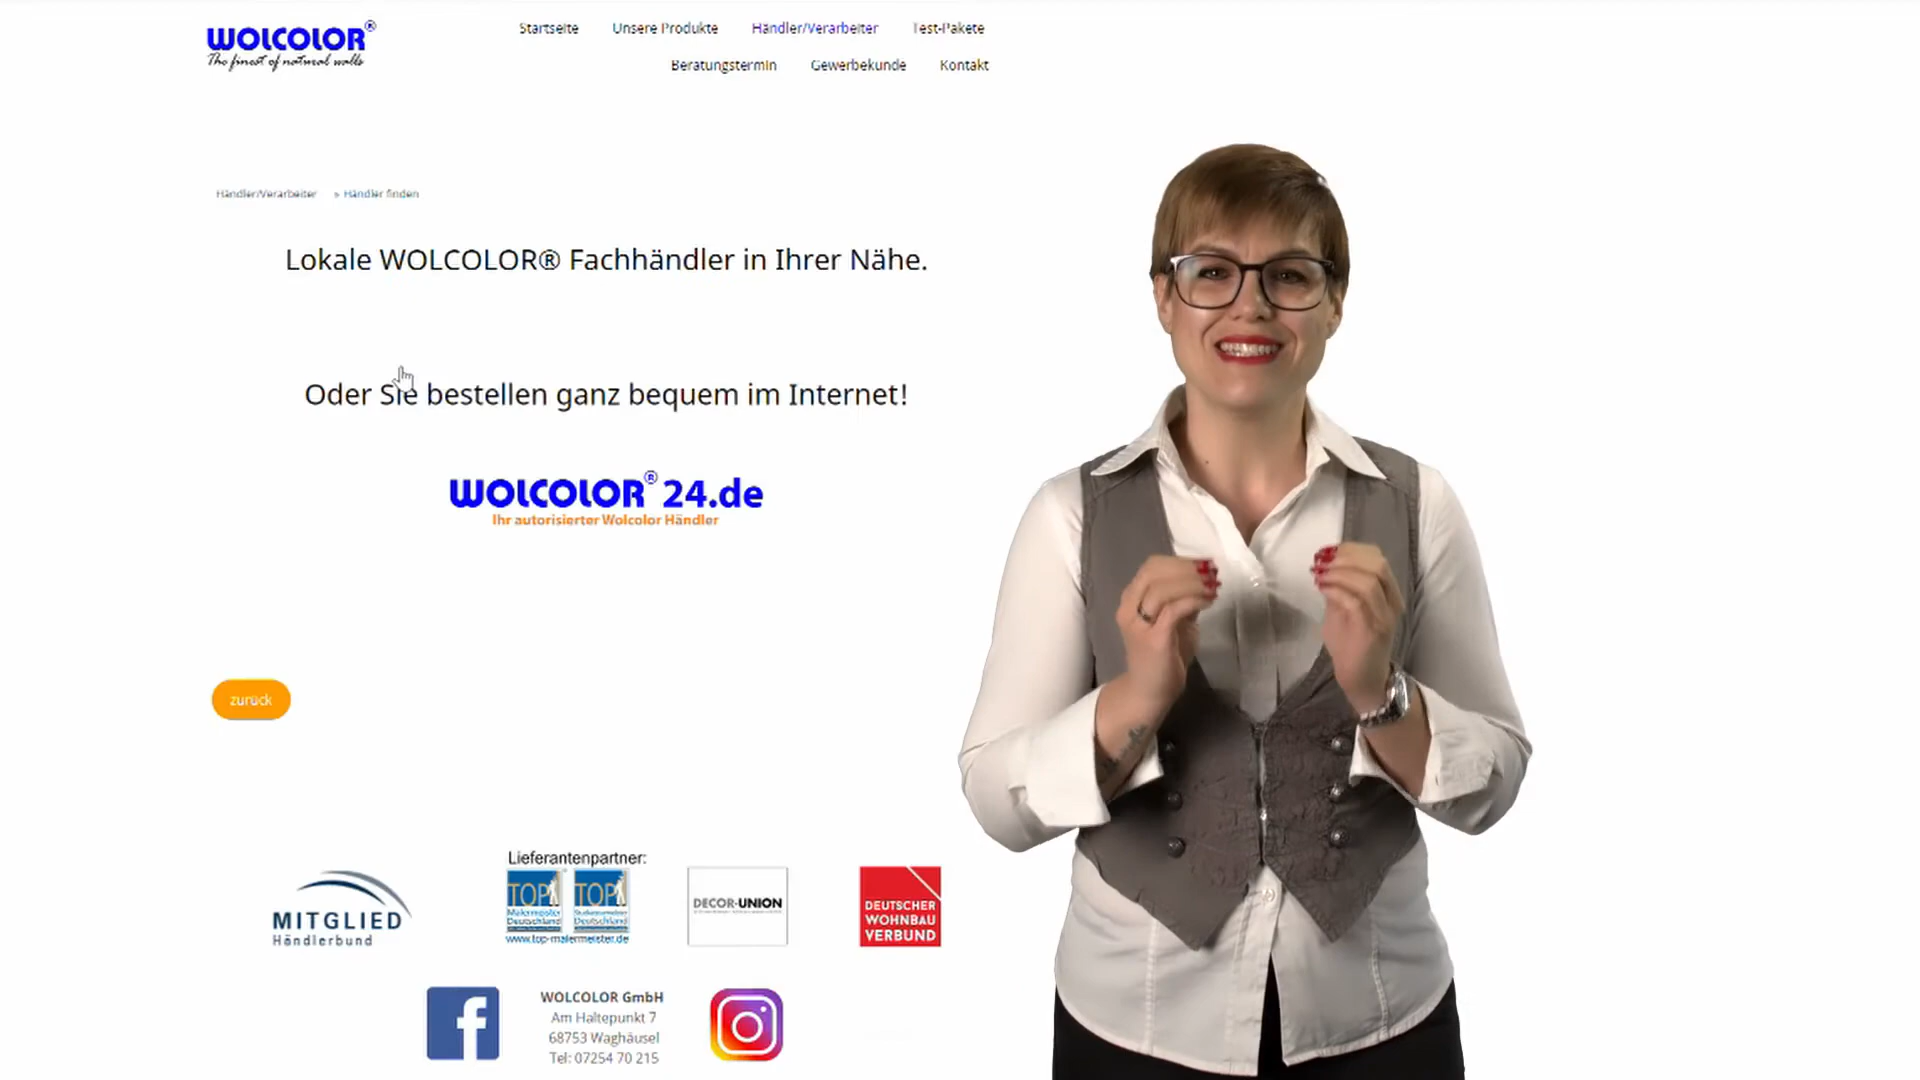 WOLCOLOR®
The finest of natural walls
Startseite
Unsere Produkte
Händler/Verarbeiter
Test-Pakete
Beratungstermin
Gewerbekunde
Kontakt
Händler/Verarbeiter » Händler finden
Lokale WOLCOLOR® Fachhändler in Ihrer Nähe.
Oder Sie bestellen ganz bequem im Internet!
WOLCOLOR® 24.de
Ihr autorisierter Wolcolor Händler
zurück
MITGLIED
Händlerbund
Lieferantenpartner:
TOP
Malermeister
Deutschland
TOP
Deutschland
www.top-malermeister.de
DECOR-UNION
DEUTSCHER
WOHNBAU
VERBUND
WOLCOLOR GmbH
Am Haltepunkt 7
68753 Waghäusel
Tel: 07254 70 215